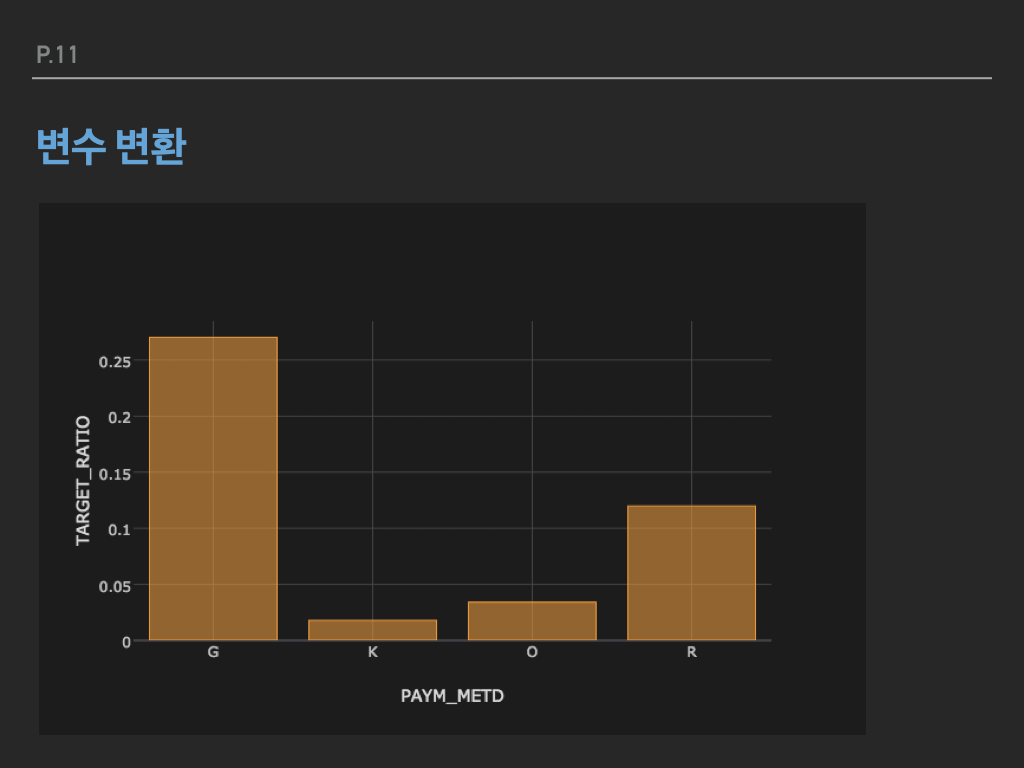 P.11
변수 변환
0.25
0.2
0.15
0.1
0.05
0
TARGET_RATIO
G K O R
PAYM_METD